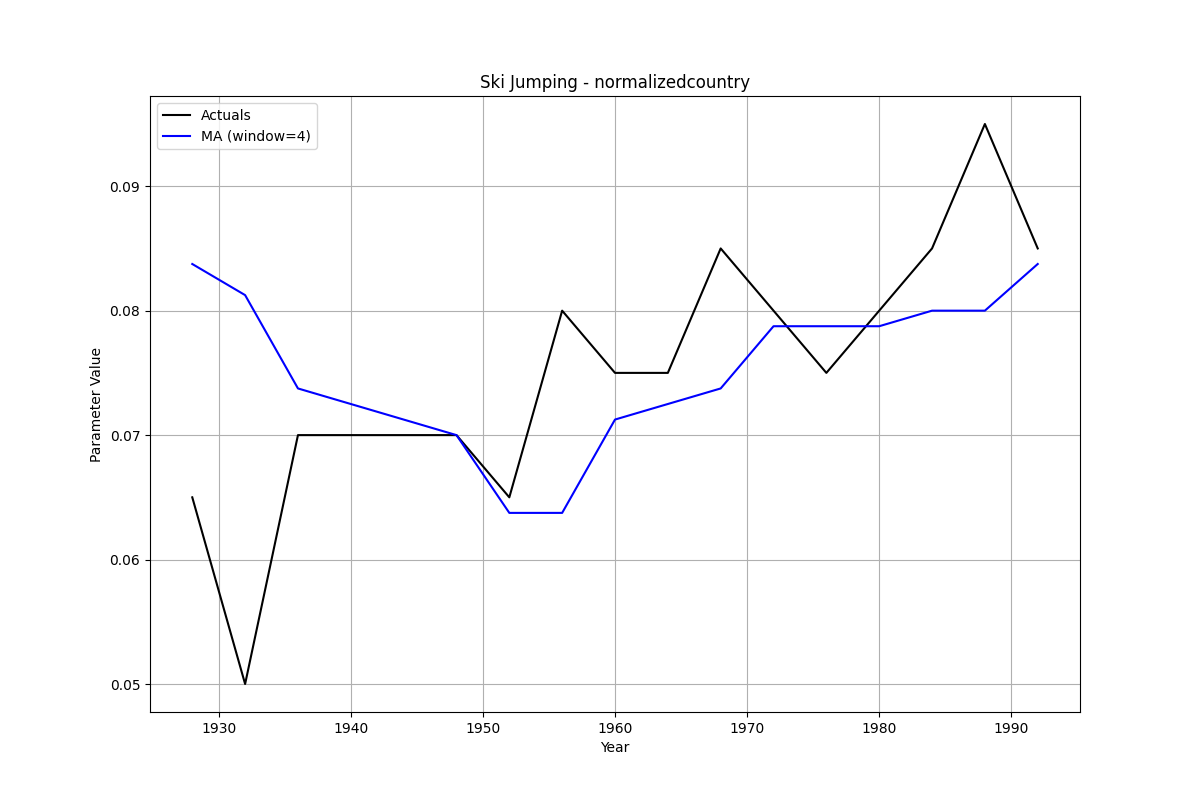 Ski Jumping - normalizedcountry
Actuals
MA (window=4)
0.09
0.08
0.07
0.06
0.05
Parameter Value
1930 1940 1950 1960 1970 1980 1990
Year